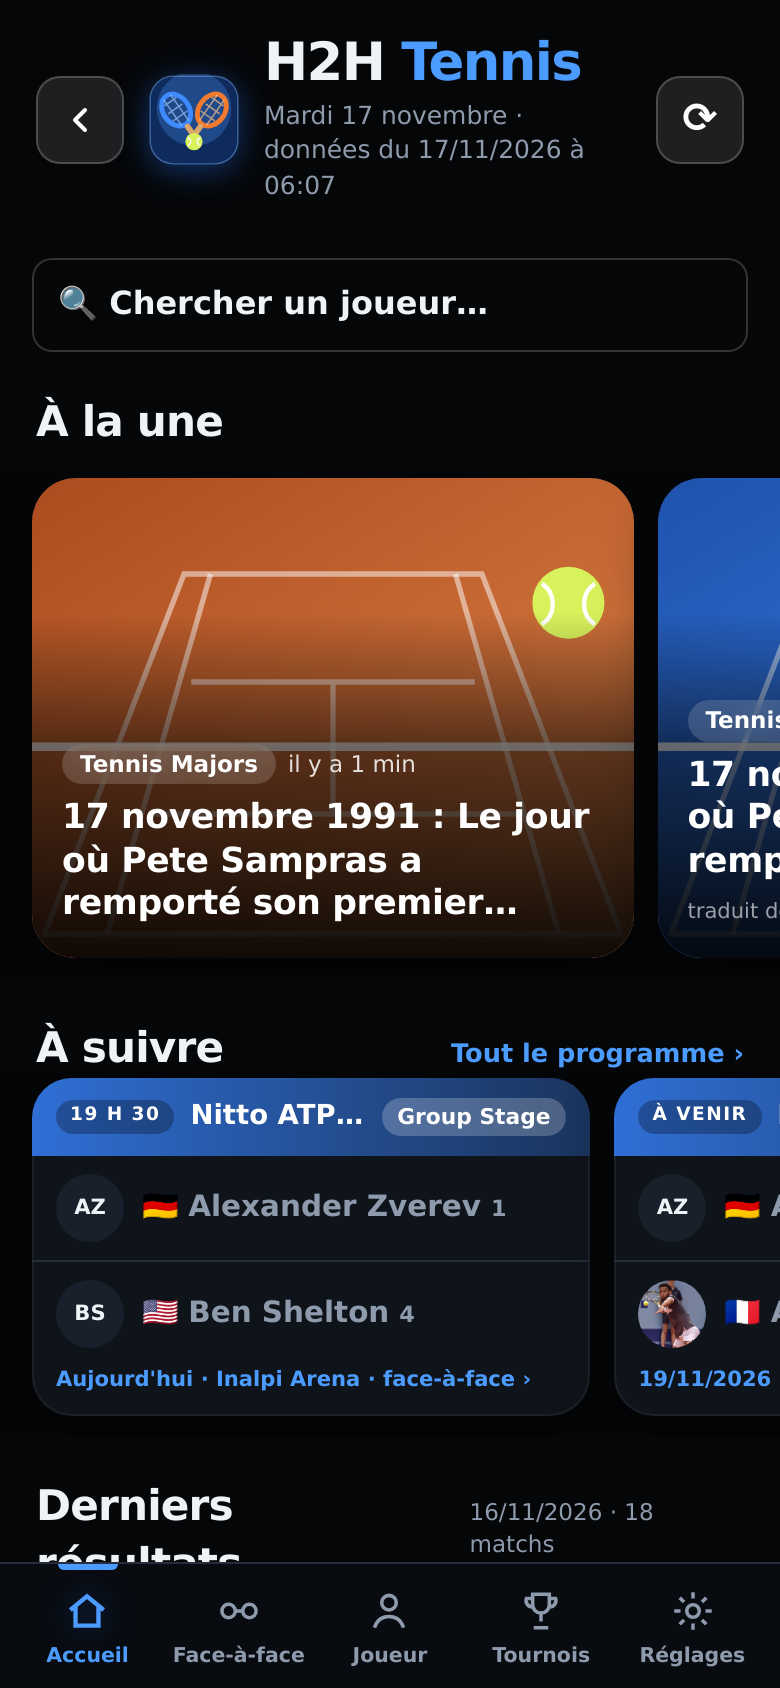 H2H Tennis
Mardi 17 novembre ·
données du 17/11/2026 à
06:07
Chercher un joueur…
À la une
Tennis Majors il y a 1 min
17 novembre 1991 : Le jour
où Pete Sampras a
remporté son premier…
Tennis
17 no
où Pe
remp
traduit de
À suivre
Tout le programme ›
19 H 30 Nitto ATP… Group Stage
AZ Alexander Zverev 1
BS Ben Shelton 4
Aujourd'hui · Inalpi Arena · face-à-face ›
À VENIR
AZ
19/11/2026
Derniers
résultats
16/11/2026 · 18
matchs
Accueil
Face-à-face
Joueur
Tournois
Réglages